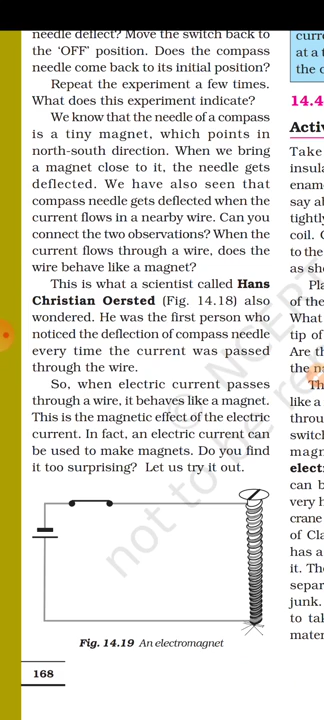 needle deflect? Move the switch back to
the 'OFF' position. Does the compass
needle come back to its initial position?
Repeat the experiment a few times.
What does this experiment indicate?
We know that the needle of a compass
is a tiny magnet, which points in
north-south direction. When we bring
a magnet close to it, the needle gets
deflected. We have also seen that
compass needle gets deflected when the
current flows in a nearby wire. Can you
connect the two observations? When the
current flows through a wire, does the
wire behave like a magnet?
This is what a scientist called Hans
Christian Oersted (Fig. 14.18) also
wondered. He was the first person who
noticed the deflection of compass needle
every time the current was passed
through the wire.
So, when electric current passes
through a wire, it behaves like a magnet.
This is the magnetic effect of the electric
current. In fact, an electric current can
be used to make magnets. Do you find
it too surprising? Let us try it out.
Fig. 14.19 An electromagnet
168
curre
at a t
the c
14.4
Activ
Take
insula
ename
say ab
tightly
coil. C
to the
as sho
Pla
of the
What
tip of
Are th
the na
Th
like a
throu
switch
magn
electr
can b
very h
crane
of Cla
has a
it. The
separ
junk.
to tak
mater
© NCERT
not to be re